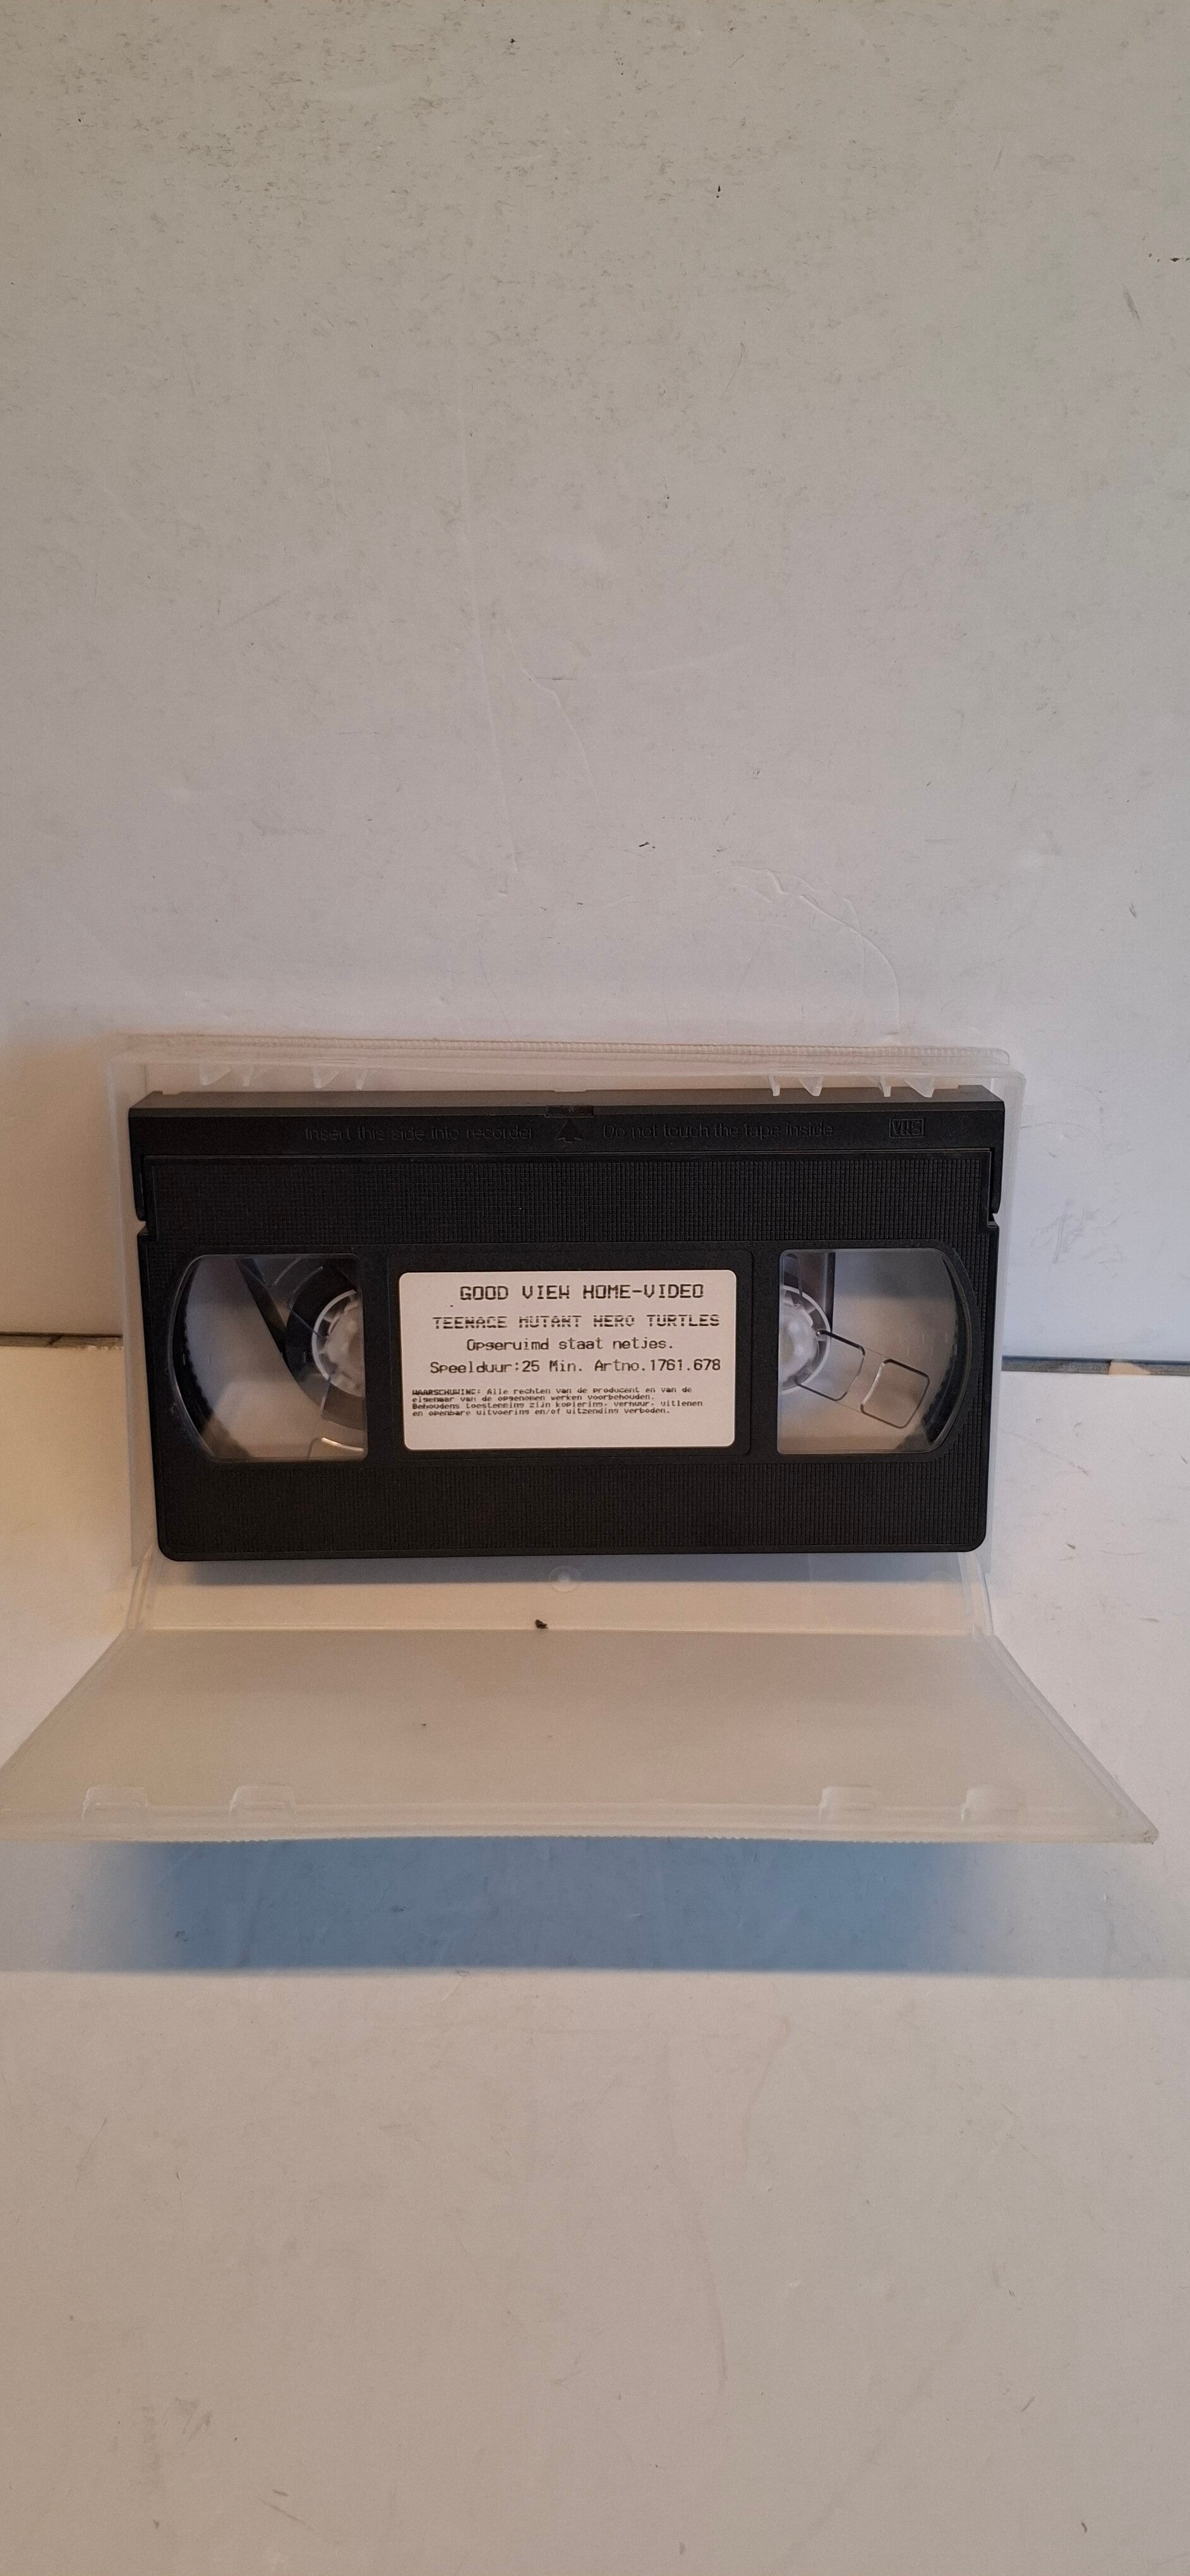 Insert this side into recorder Do not touch the tape inside VHS
GOOD VIEW HOME-VIDEO
TEENAGE MUTANT HERO TURTLES
Opgeruimd staat netjes.
Speelduur:25 Min. Artno.1761.678
WAARSCHUWING: Alle rechten van de producent en van de
eigenaar van de opgenomen werken voorbehouden.
Behoudens toestemming zijn kopiering, verhuur, uitlenen
en openbare uitvoering en/of uitzending verboden.